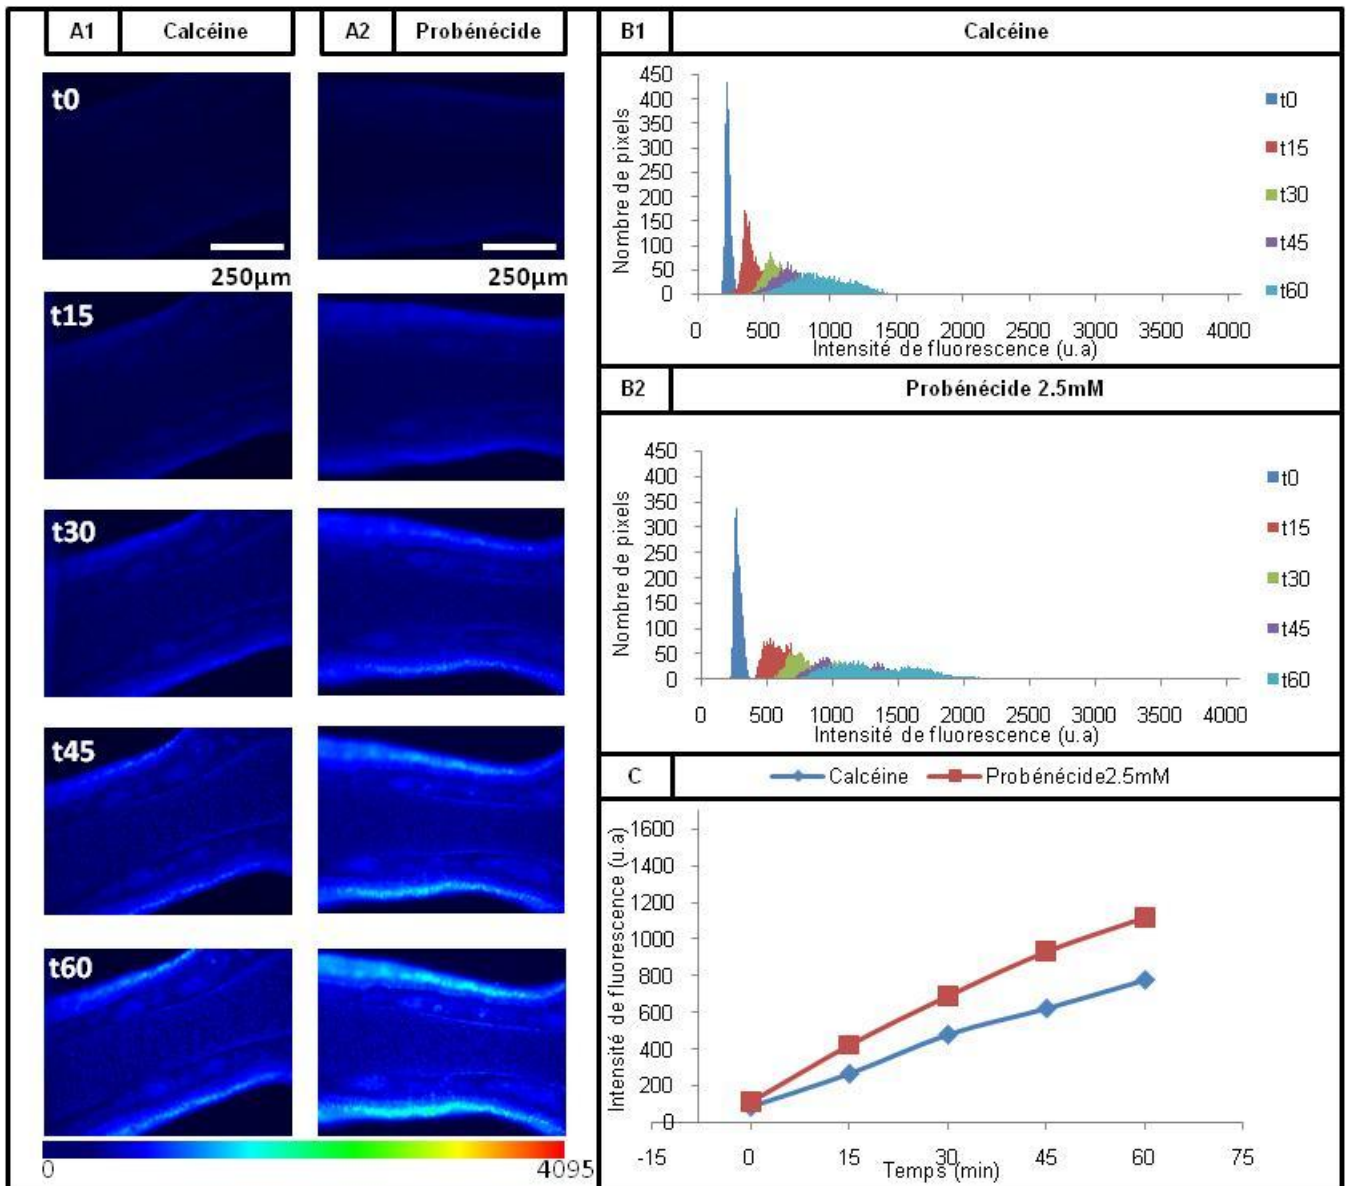 A1 Calcéine
A2 Probénécide
t0
250µm
250µm
t15
t30
t45
t60
0 4095
B1 Calcéine
Nombre de pixels
450
400
350
300
250
200
150
100
50
0
0 500 1000 1500 2000 2500 3000 3500 4000
Intensité de fluorescence (u.a)
t0
t15
t30
t45
t60
B2 Probénécide 2.5mM
Nombre de pixels
450
400
350
300
250
200
150
100
50
0
0 500 1000 1500 2000 2500 3000 3500 4000
Intensité de fluorescence (u.a)
t0
t15
t30
t45
t60
C Calcéine Probénécide2.5mM
Intensité de fluorescence (u.a)
1600
1400
1200
1000
800
600
400
200
0
-15 0 15 30 45 60 75
Temps (min)